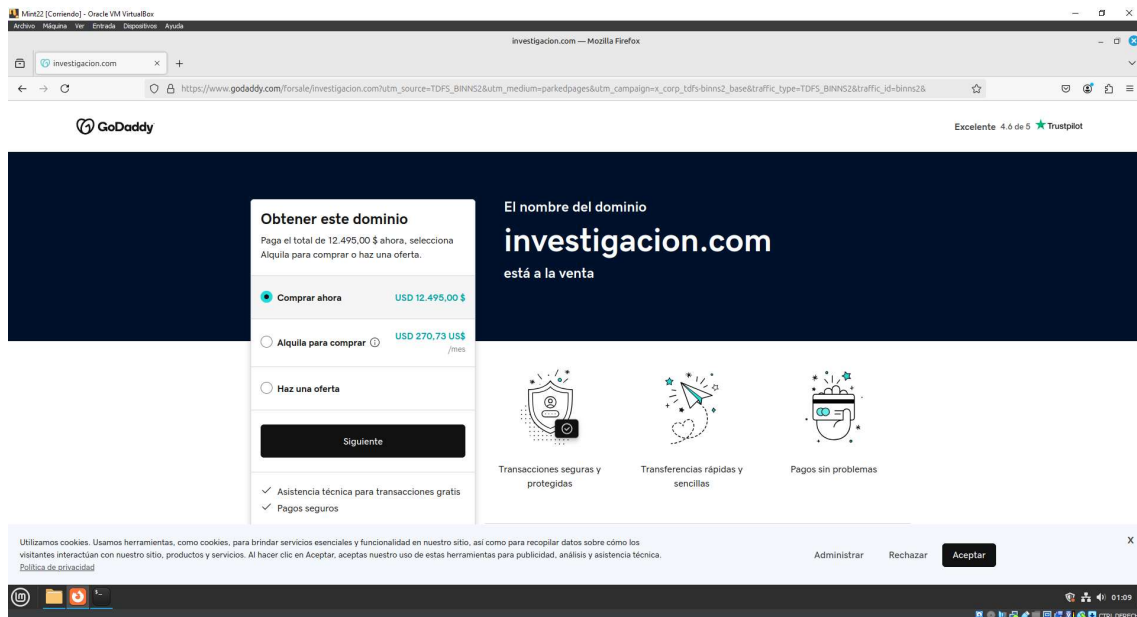 Mint22 [Corriendo] - Oracle VM VirtualBox
Archivo Máquina Ver Entrada Dispositivos Ayuda
investigacion.com — Mozilla Firefox
investigacion.com
https://www.godaddy.com/forsale/investigacion.com?utm_source=TDFS_BINNS2&utm_medium=parkedpages&utm_campaign=x_corp_tdfs-binns2_base&traffic_type=TDFS_BINNS2&traffic_id=binns2&
GoDaddy
Excelente 4.6 de 5 Trustpilot
Obtener este dominio
Paga el total de 12.495,00 $ ahora, selecciona
Alquila para comprar o haz una oferta.
Comprar ahora USD 12.495,00 $
Alquila para comprar USD 270,73 US$
/mes
Haz una oferta
Siguiente
Asistencia técnica para transacciones gratis
Pagos seguros
El nombre del dominio
investigacion.com
está a la venta
Transacciones seguras y
protegidas
Transferencias rápidas y
sencillas
Pagos sin problemas
Utilizamos cookies. Usamos herramientas, como cookies, para brindar servicios esenciales y funcionalidad en nuestro sitio, así como para recopilar datos sobre cómo los
visitantes interactúan con nuestro sitio, productos y servicios. Al hacer clic en Aceptar, aceptas nuestro uso de estas herramientas para publicidad, análisis y asistencia técnica.
Política de privacidad
Administrar Rechazar Aceptar
X
01:09
CTRL DERECH